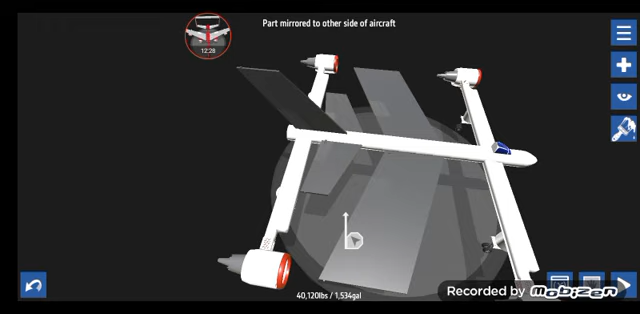 Part mirrored to other side of aircraft
12:28
40,120lbs / 1,534gal
Recorded by MOBIZEN